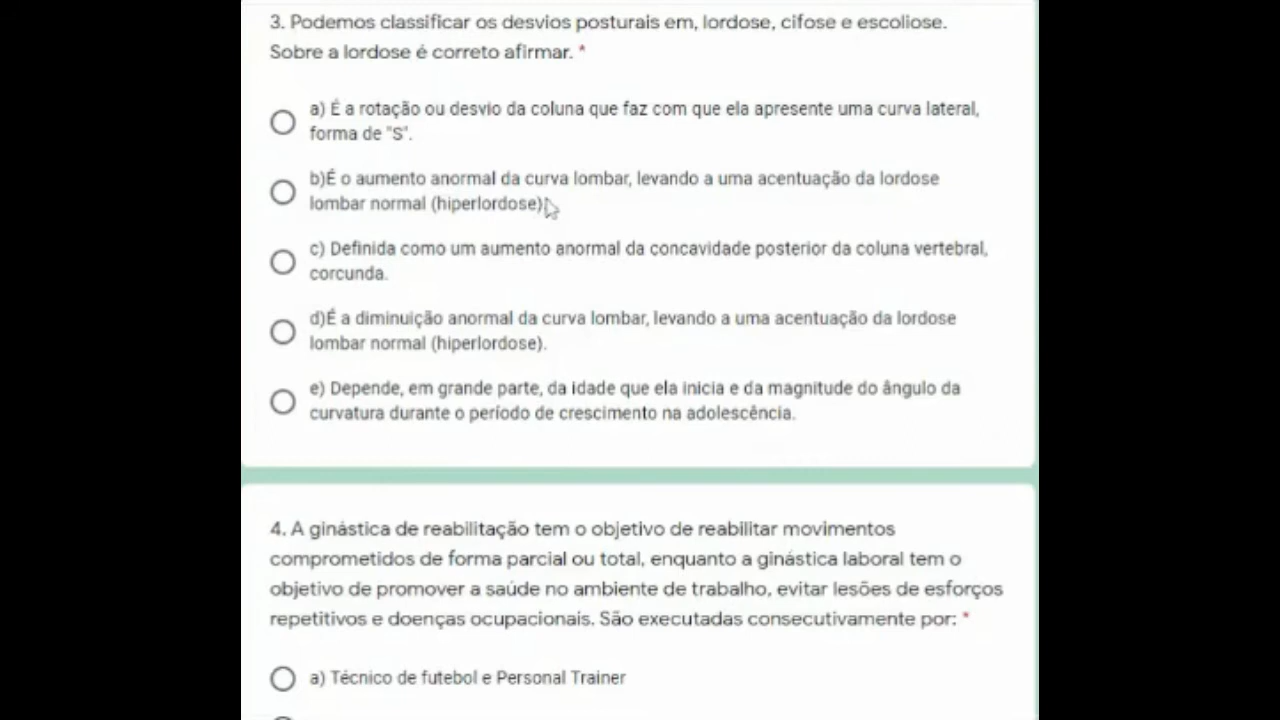 3. Podemos classificar os desvios posturais em, lordose, cifose e escoliose.
Sobre a lordose é correto afirmar. *
a) É a rotação ou desvio da coluna que faz com que ela apresente uma curva lateral,
forma de "S".
b)É o aumento anormal da curva lombar, levando a uma acentuação da lordose
lombar normal (hiperlordose)
c) Definida como um aumento anormal da concavidade posterior da coluna vertebral,
corcunda.
d)É a diminuição anormal da curva lombar, levando a uma acentuação da lordose
lombar normal (hiperlordose).
e) Depende, em grande parte, da idade que ela inicia e da magnitude do ângulo da
curvatura durante o período de crescimento na adolescência.
4. A ginástica de reabilitação tem o objetivo de reabilitar movimentos
comprometidos de forma parcial ou total, enquanto a ginástica laboral tem o
objetivo de promover a saúde no ambiente de trabalho, evitar lesões de esforços
repetitivos e doenças ocupacionais. São executadas consecutivamente por: *
a) Técnico de futebol e Personal Trainer